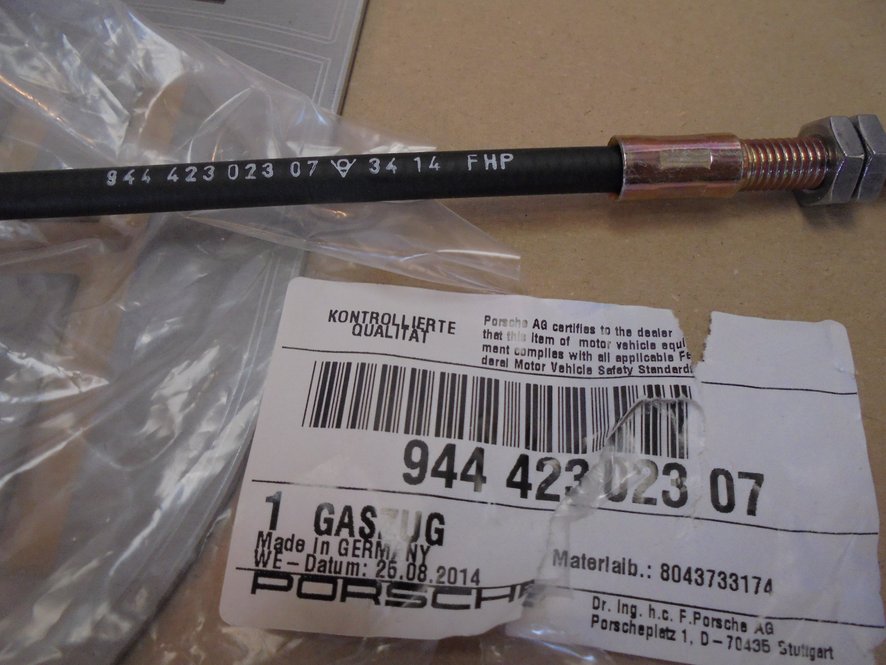 944 423 023 07 34 14 FHP
KONTROLLIERTE
QUALITÄT
Porsche AG certifies to the dealer
that this item of motor vehicle equi
ment complies with all applicable Fe
deral Motor Vehicle Safety Standard
944 423 023 07
1 GASZUG
Made in GERMANY
WE-Datum: 26.08.2014
Materialb.: 8043733174
PORSCHE
Dr. Ing. h.c. F.Porsche AG
Porscheplatz 1, D-70435 Stuttgart